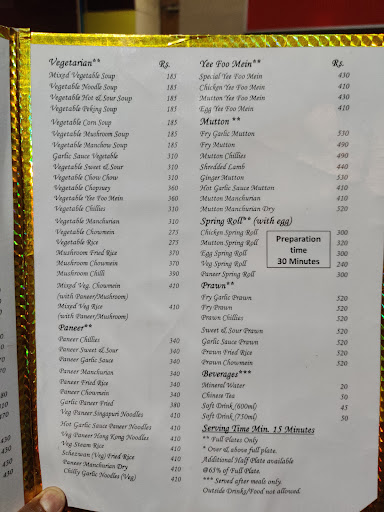 Vegetarian** Rs.
Mixed Vegetable Soup 185
Vegetable Noodle Soup 185
Vegetable Hot & Sour Soup 185
Vegetable Peking Soup 185
Vegetable Corn Soup 185
Vegetable Mushroom Soup 185
Vegetable Manchow Soup 185
Garlic Sauce Vegetable 310
Vegetable Sweet & Sour 310
Vegetable Chow Chow 310
Vegetable Chopsuey 360
Vegetable Yee Foo Mein 360
Vegetable Chillies 310
Vegetable Manchurian 310
Vegetable Chowmein 275
Vegetable Rice 275
Mushroom Fried Rice 370
Mushroom Chowmein 370
Mushroom Chilli 390
Mixed Veg. Chowmein 410
(with Paneer/Mushroom)
Mixed Veg Rice 410
(with Paneer/Mushroom)
Paneer**
Paneer Chillies 340
Paneer Sweet & Sour 340
Paneer Garlic Sauce 340
Paneer Manchurian 340
Paneer Fried Rice 340
Paneer Chowmein 340
Garlic Paneer Fried 380
Veg Paneer Singapuri Noodles 410
Hot Garlic Sauce Paneer Noodles 410
Veg Paneer Hong Kong Noodles 410
Veg Steam Rice 410
Schezwan (Veg) Fried Rice 410
Paneer Manchurian Dry 410
Chilly Garlic Noodles (Veg) 410
Yee Foo Mein** Rs.
Special Yee Foo Mein 430
Chicken Yee Foo Mein 410
Mutton Yee Foo Mein 430
Egg Yee Foo Mein 410
Mutton **
Fry Garlic Mutton 530
Fry Mutton 490
Mutton Chillies 490
Shredded Lamb 440
Ginger Mutton 530
Hot Garlic Sauce Mutton 410
Mutton Manchurian 410
Mutton Manchurian Dry 520
Spring Roll** (with egg)
Chicken Spring Roll 300
Mutton Spring Roll 320
Egg Spring Roll 300
Veg Spring Roll 240
Paneer Spring Roll 300
Preparation
time
30 Minutes
Prawn**
Fry Garlic Prawn 520
Fry Prawn 520
Prawn Chillies 520
Sweet & Sour Prawn 520
Garlic Sauce Prawn 520
Prawn Fried Rice 520
Prawn Chowmein 520
Beverages***
Mineral Water 20
Chinese Tea 50
Soft Drink (600ml) 45
Soft Drink (750ml) 50
Serving Time Min. 15 Minutes
** Full Plates Only
* Over & above full plate.
Additional Half Plate available
@65% of Full Plate.
*** Served after meals only.
Outside Drinks/Food not allowed.